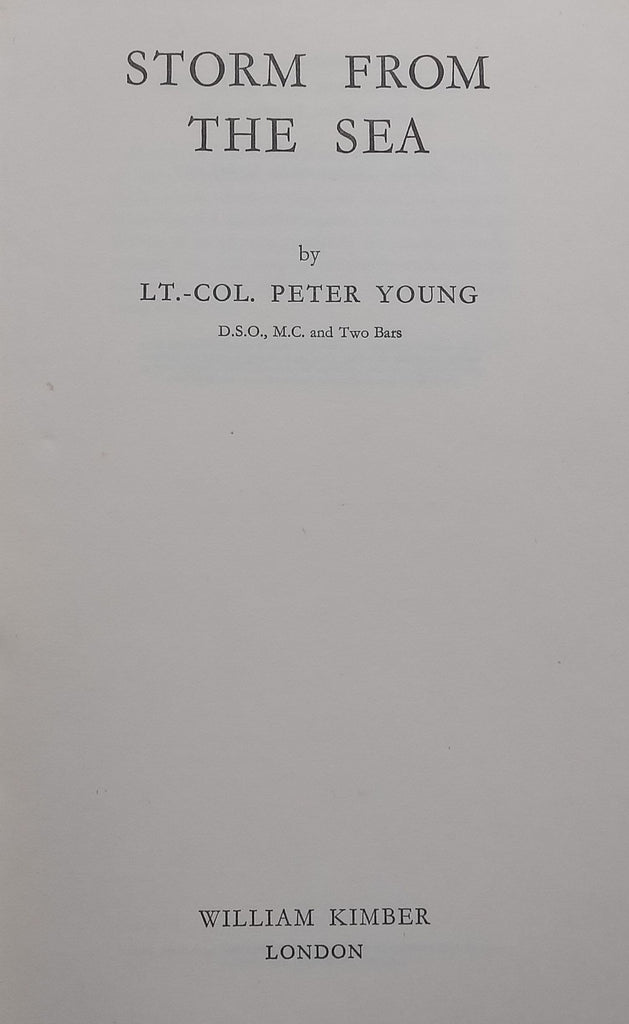 STORM FROM
THE SEA
by
LT.-COL. PETER YOUNG
D.S.O., M.C. and Two Bars
WILLIAM KIMBER
LONDON